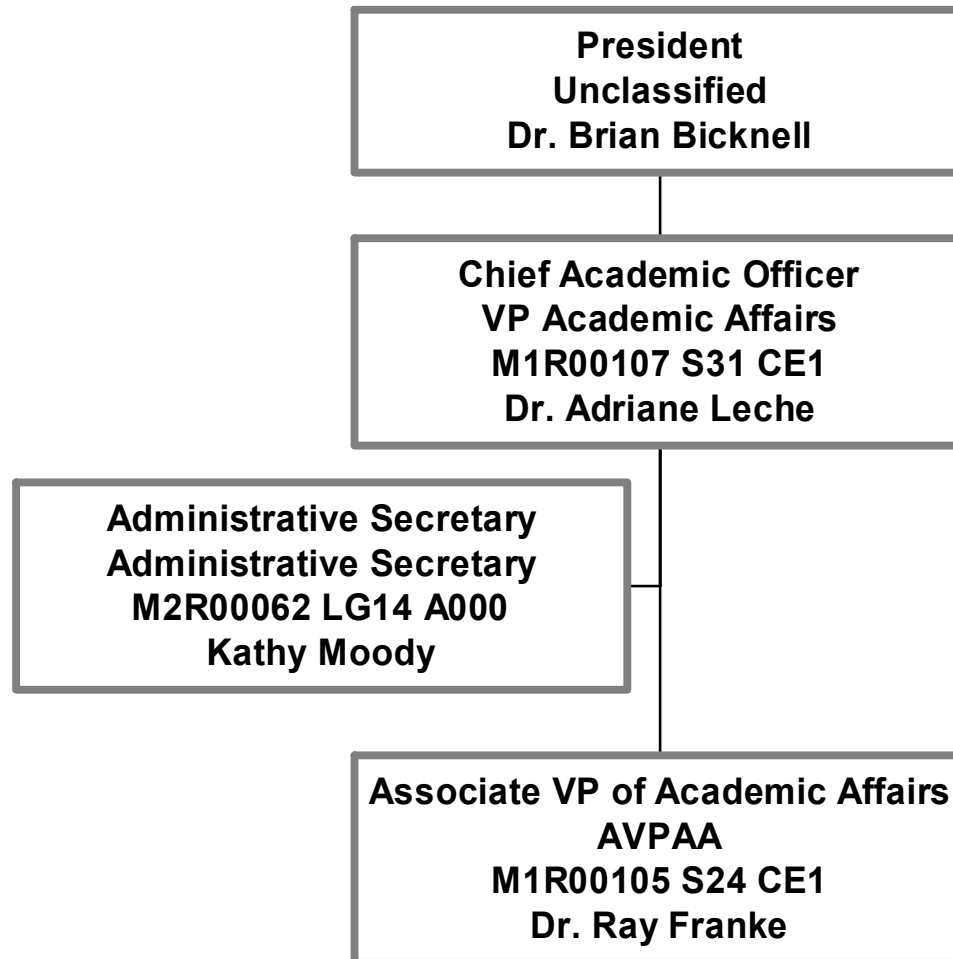 President
Unclassified
Dr. Brian Bicknell
Chief Academic Officer
VP Academic Affairs
M1R00107 S31 CE1
Dr. Adriane Leche
Administrative Secretary
Administrative Secretary
M2R00062 LG14 A000
Kathy Moody
Associate VP of Academic Affairs
AVPAA
M1R00105 S24 CE1
Dr. Ray Franke